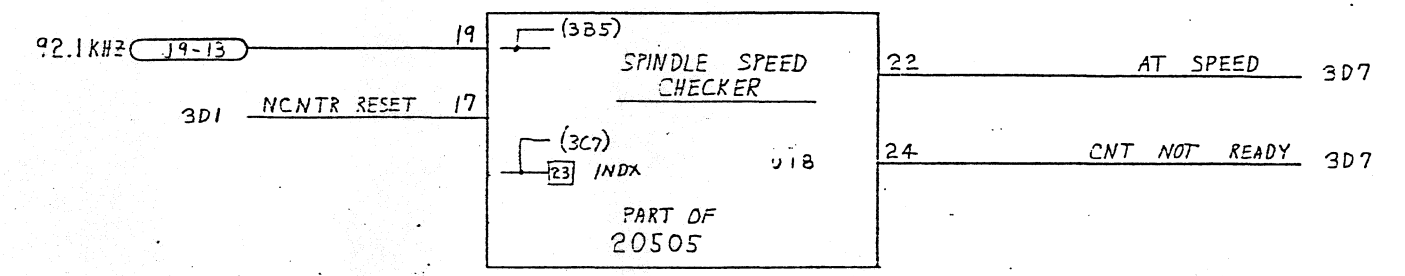 92.1KHZ J9-13 19
(3B5)
SPINDLE SPEED
CHECKER
22 AT SPEED 3D7
3D1 NCNTR RESET 17
(3C7)
23 INDX
U18
24 CNT NOT READY 3D7
PART OF
20505